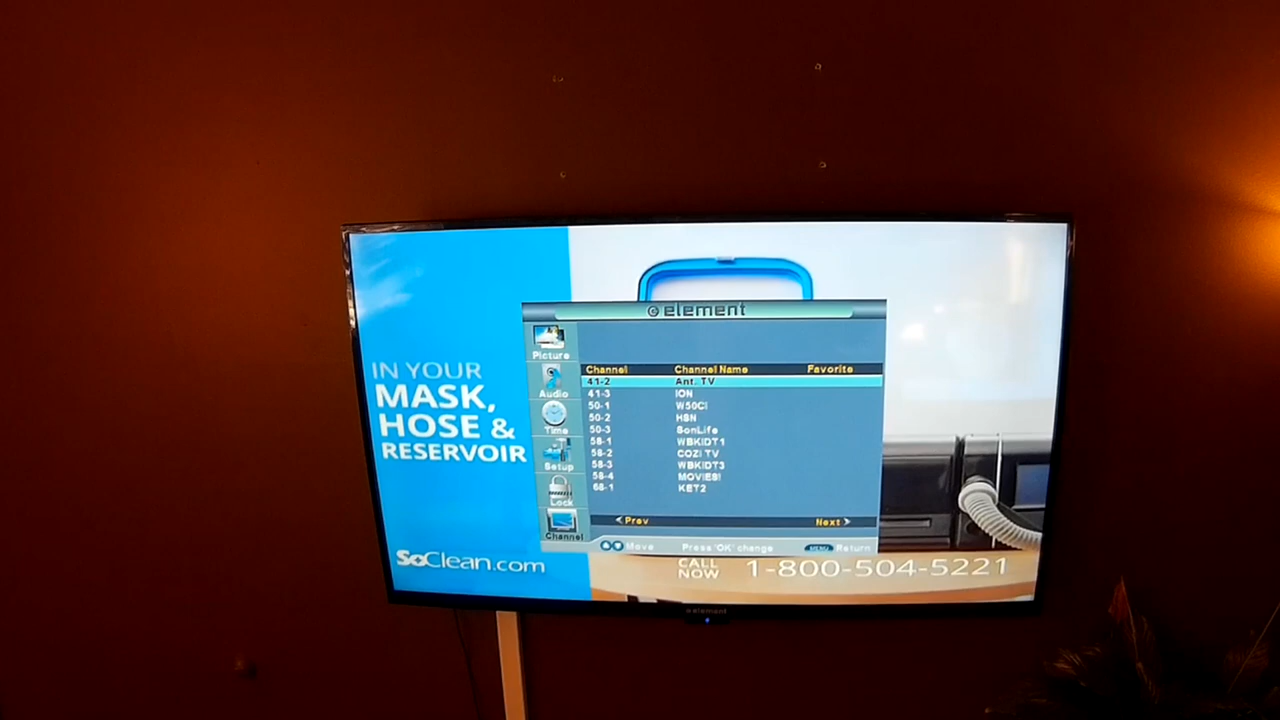 IN YOUR
MASK,
HOSE &
RESERVOIR
SoClean.com
element
Picture
Audio
Time
Setup
Lock
Channel
Channel Channel Name Favorite
41-2 Ant. TV
41-3 ION
50-1 W50CI
50-2 HSN
50-3 SonLife
58-1 WBKIDT1
58-2 COZI TV
58-3 WBKIDT3
58-4 MOVIES!
68-1 KET2
<Prev Next>
Move Press 'OK' change MENU Return
CALL
NOW 1-800-504-5221
element